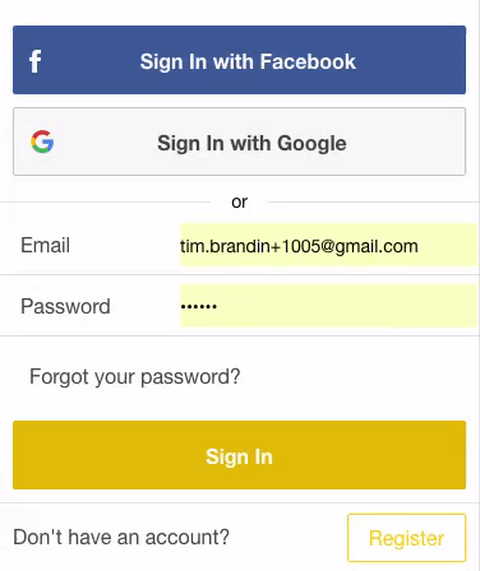 f Sign In with Facebook
G Sign In with Google
or
Email tim.brandin+1005@gmail.com
Password ••••••
Forgot your password?
Sign In
Don't have an account? Register